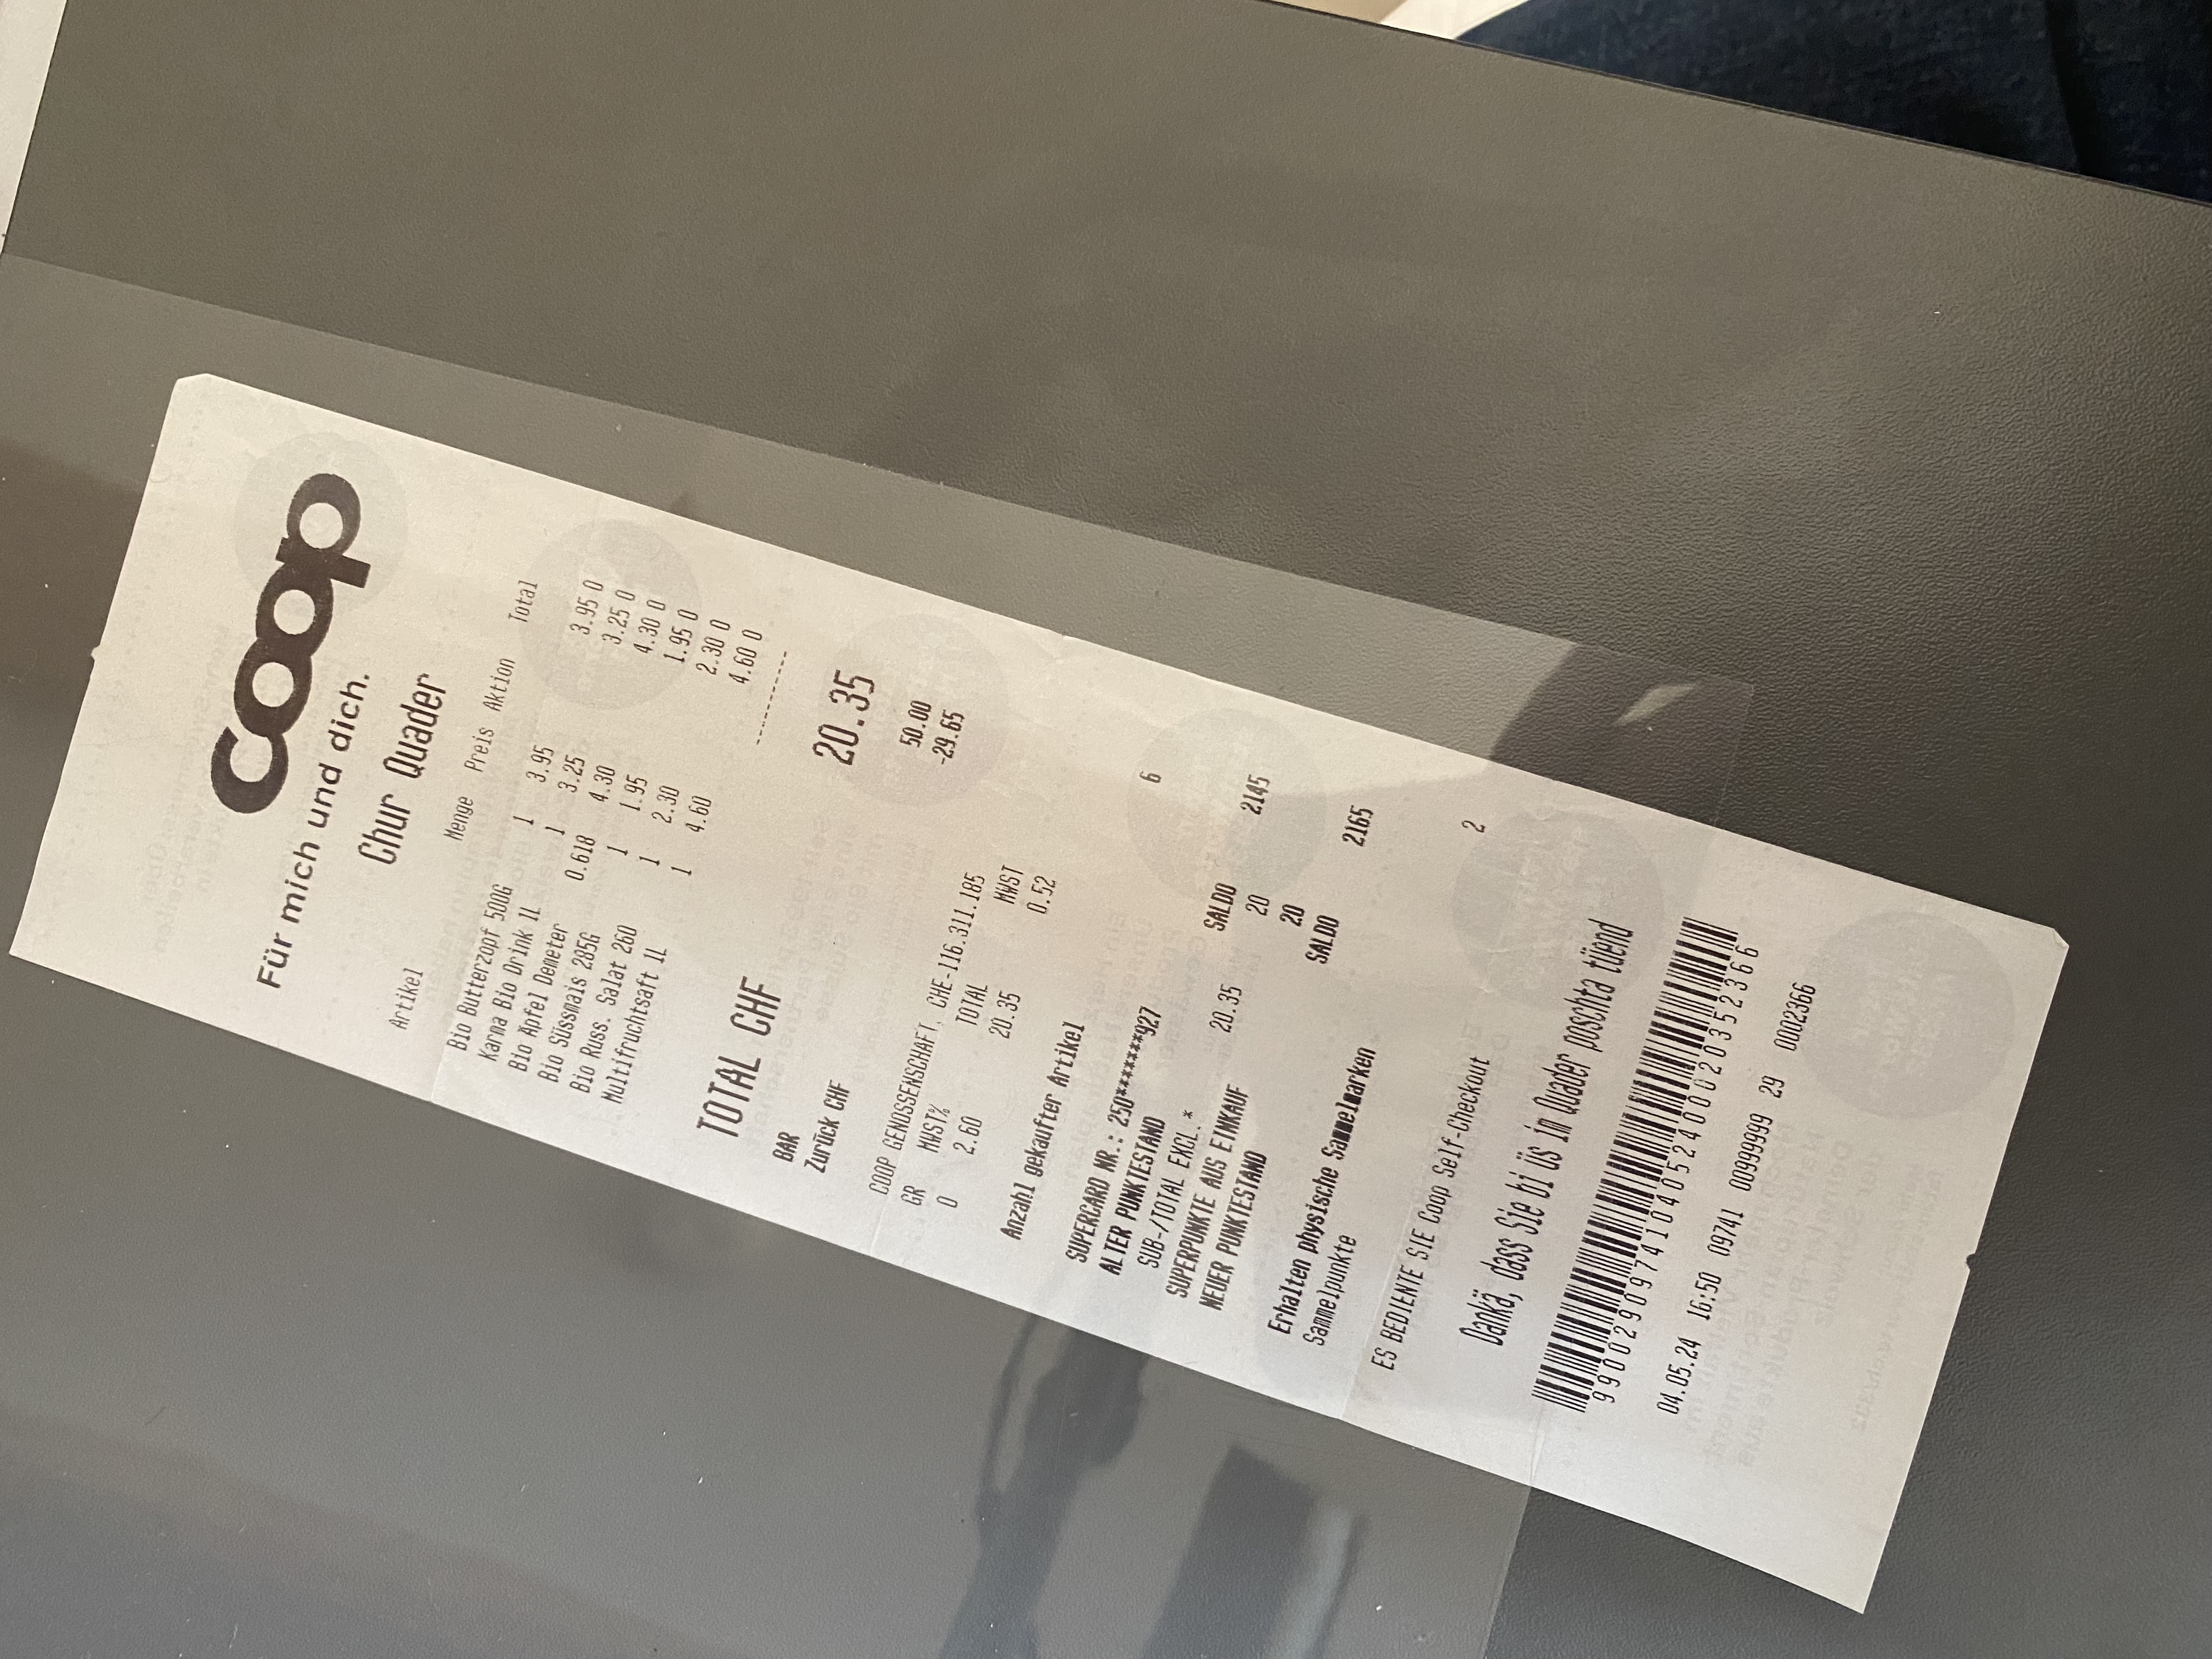 coop
Für mich und dich.
Chur Quader
Artikel Menge Preis Aktion Total
Bio Butterzopf 500G 1 3.95 3.95 0
Karma Bio Drink 1L 1 3.25 3.25 0
Bio Äpfel Demeter 0.618 4.30 4.30 0
Bio Süssmais 285G 1 1.95 1.95 0
Bio Russ. Salat 260 1 2.30 2.30 0
Multifruchtsaft 1L 1 4.60 4.60 0
----------
TOTAL CHF 20.35
BAR 50.00
Zurück CHF -29.65
COOP GENOSSENSCHAFT, CHE-116.311.185
GR MWST% TOTAL MWST
0 2.60 20.35 0.52
Anzahl gekaufter Artikel 6
SUPERCARD NR.: 250*******927
ALTER PUNKTESTAND SALDO 2145
SUB-/TOTAL EXCL.* 20.35 20
SUPERPUNKTE AUS EINKAUF 20
NEUER PUNKTESTAND SALDO 2165
Erhalten physische Sammelmarken
Sammelpunkte 2
ES BEDIENTE SIE Coop Self-Checkout
Dankä, dass Sie bi üs im Quader poschta tüend
9900290974104052400020352366
04.05.24 16:50 09741 00999999 29 0002366